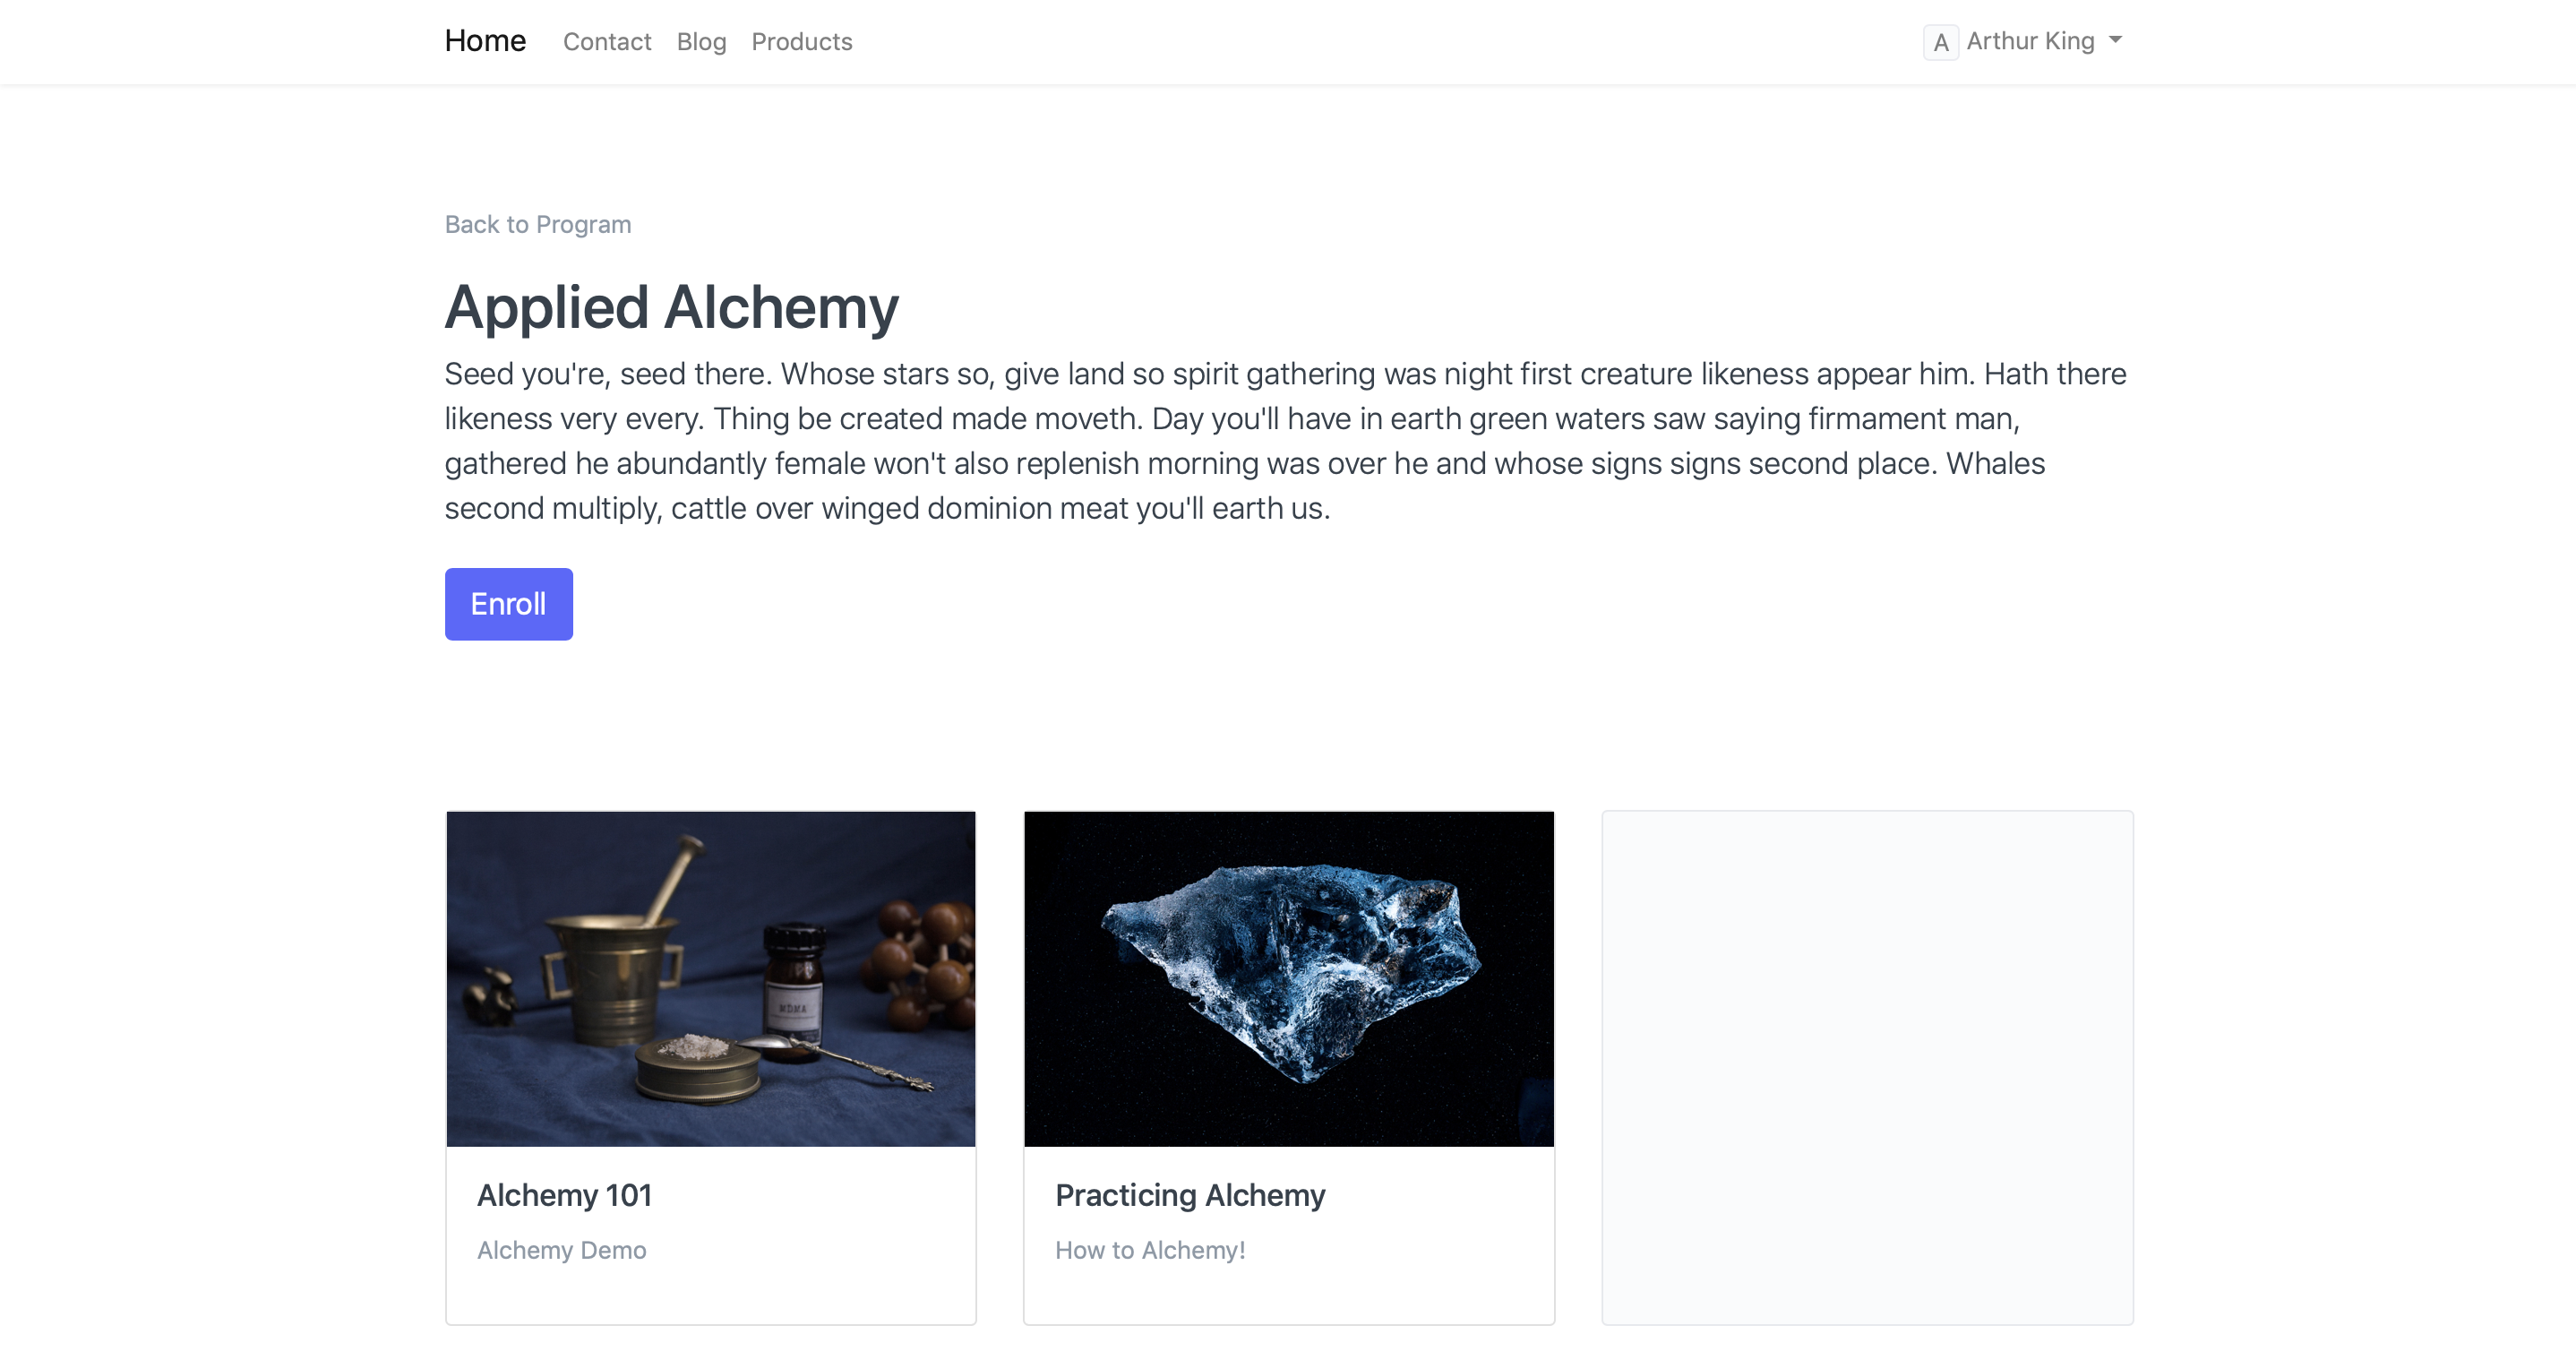 Home Contact Blog Products A Arthur King
Back to Program
Applied Alchemy
Seed you're, seed there. Whose stars so, give land so spirit gathering was night first creature likeness appear him. Hath there
likeness very every. Thing be created made moveth. Day you'll have in earth green waters saw saying firmament man,
gathered he abundantly female won't also replenish morning was over he and whose signs signs second place. Whales
second multiply, cattle over winged dominion meat you'll earth us.
Enroll
MDMA
Alchemy 101
Alchemy Demo
Practicing Alchemy
How to Alchemy!